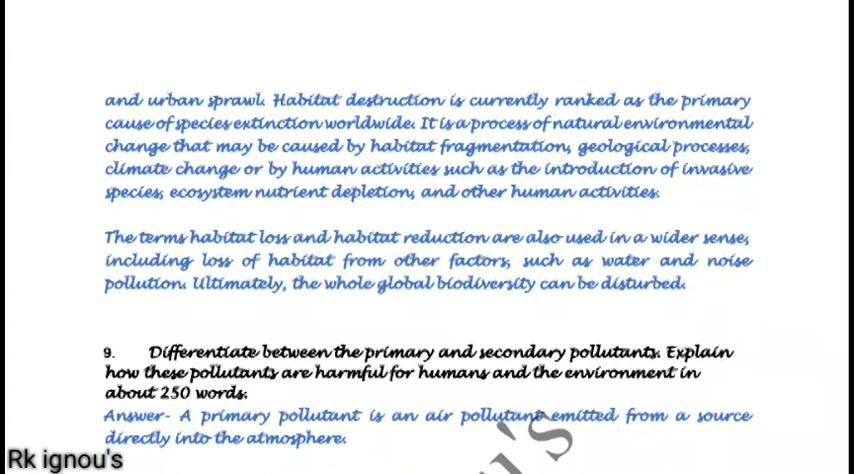 and urban sprawl. Habitat destruction is currently ranked as the primary
cause of species extinction worldwide. It is a process of natural environmental
change that may be caused by habitat fragmentation, geological processes,
climate change or by human activities such as the introduction of invasive
species, ecosystem nutrient depletion, and other human activities.
The terms habitat loss and habitat reduction are also used in a wider sense,
including loss of habitat from other factors, such as water and noise
pollution. Ultimately, the whole global biodiversity can be disturbed.
9. Differentiate between the primary and secondary pollutants. Explain
how these pollutants are harmful for humans and the environment in
about 250 words.
Answer- A primary pollutant is an air pollutant emitted from a source
directly into the atmosphere.
u's
Rk ignou's